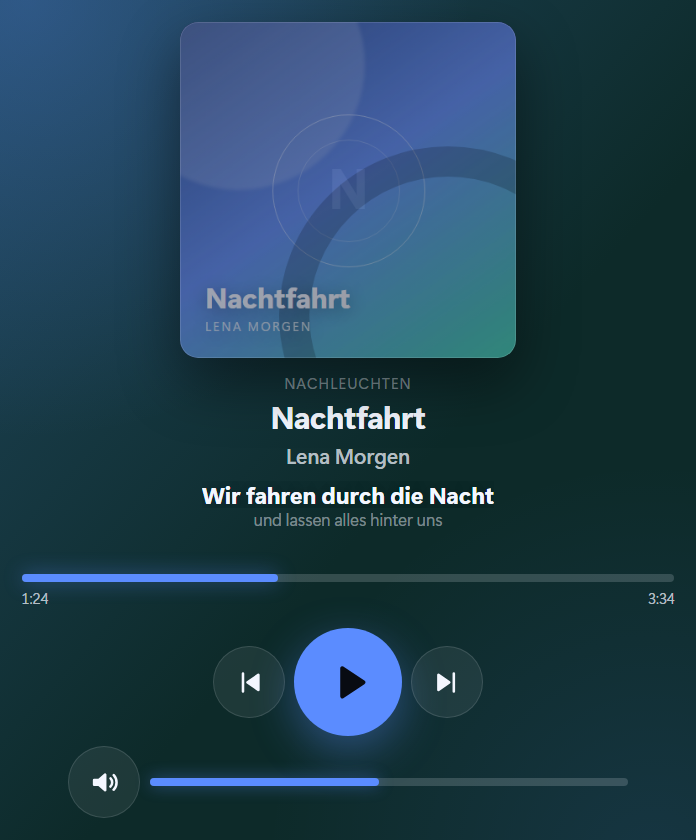 N
Nachtfahrt
LENA MORGEN
NACHLEUCHTEN
Nachtfahrt
Lena Morgen
Wir fahren durch die Nacht
und lassen alles hinter uns
1:24
3:34